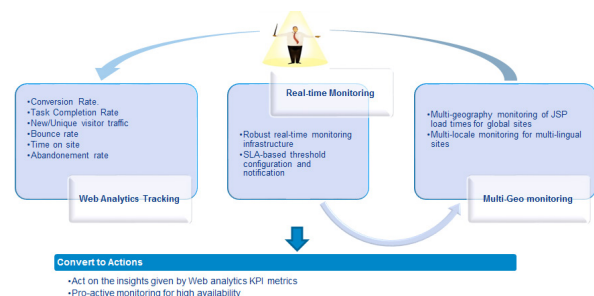 Real-time Monitoring
•Conversion Rate.
•Task Completion Rate
•New/Unique visitor traffic
•Bounce rate
•Time on site
•Abandonement rate
Web Analytics Tracking
•Robust real-time monitoring
infrastructure
•SLA-based threshold
configuration and
notification
•Multi-geography monitoring of JSP
load times for global sites
•Multi-locale monitoring for multi-lingual
sites
Multi Geo monitoring
Convert to Actions
•Act on the insights given by Web analytics KPI metrics
•Pro-active monitoring for high availability